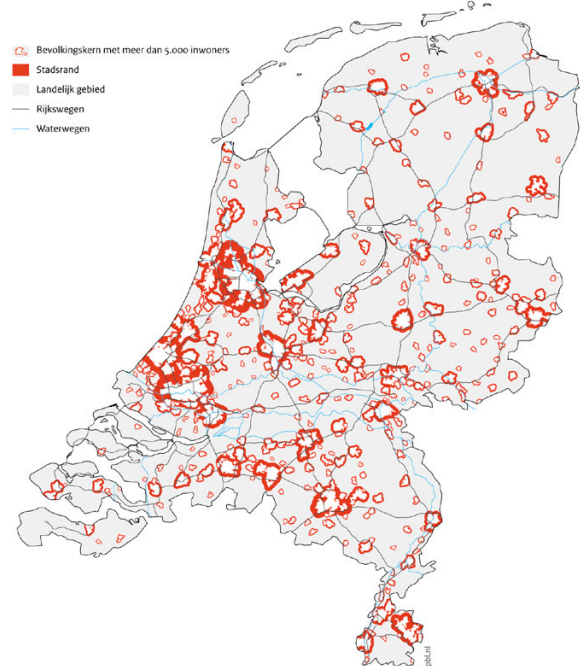 Bevolkingskern met meer dan 5.000 inwoners
Stadsrand
Landelijk gebied
Rijkswegen
Waterwegen
pbl.nl